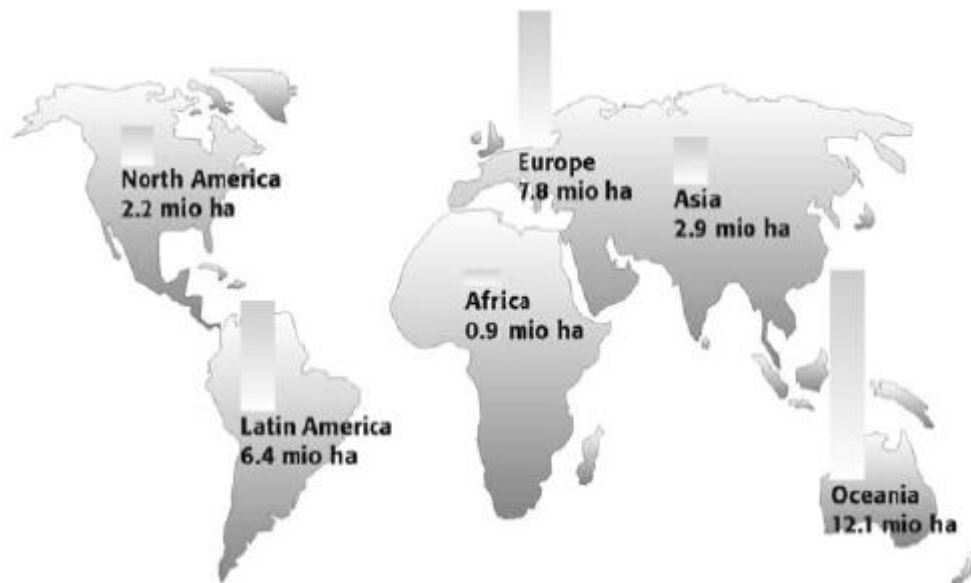 Europe
7.8 mio ha
North America
2.2 mio ha
Asia
2.9 mio ha
Africa
0.9 mio ha
Latin America
6.4 mio ha
Oceania
12.1 mio ha